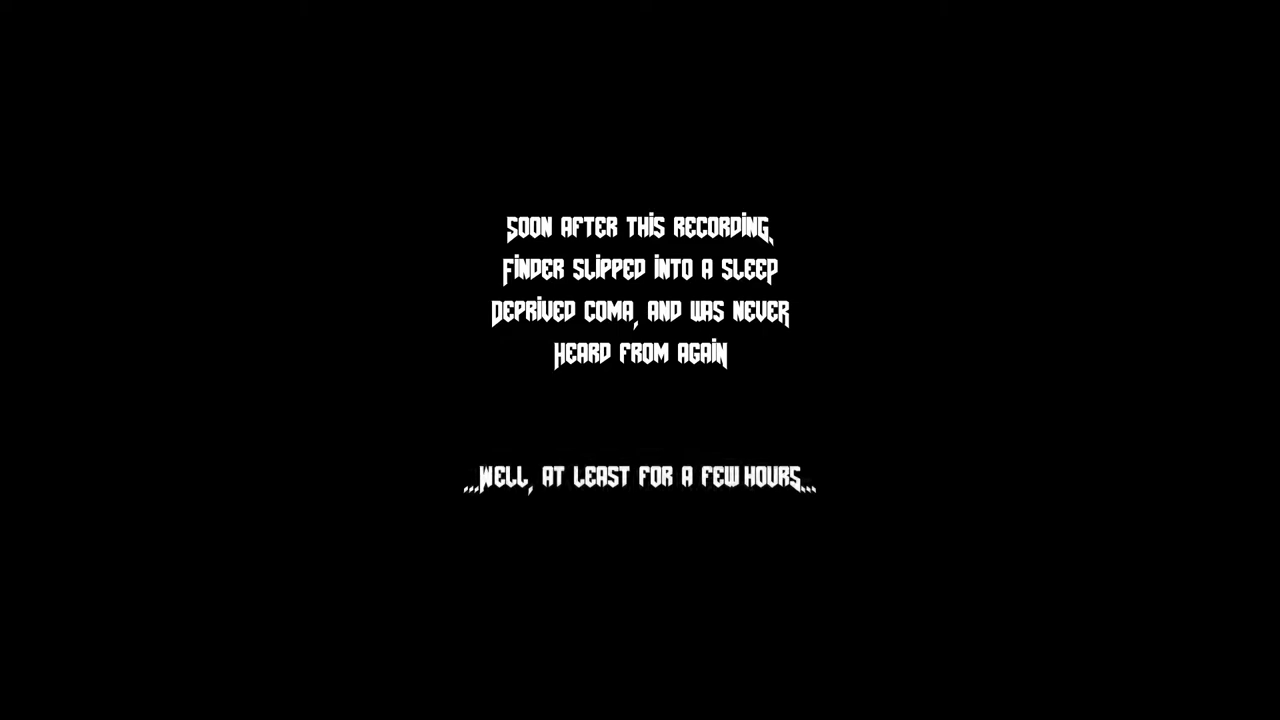 Soon after this recording,
Finder slipped into a sleep
deprived coma, and was never
heard from again
...Well, at least for a few hours...